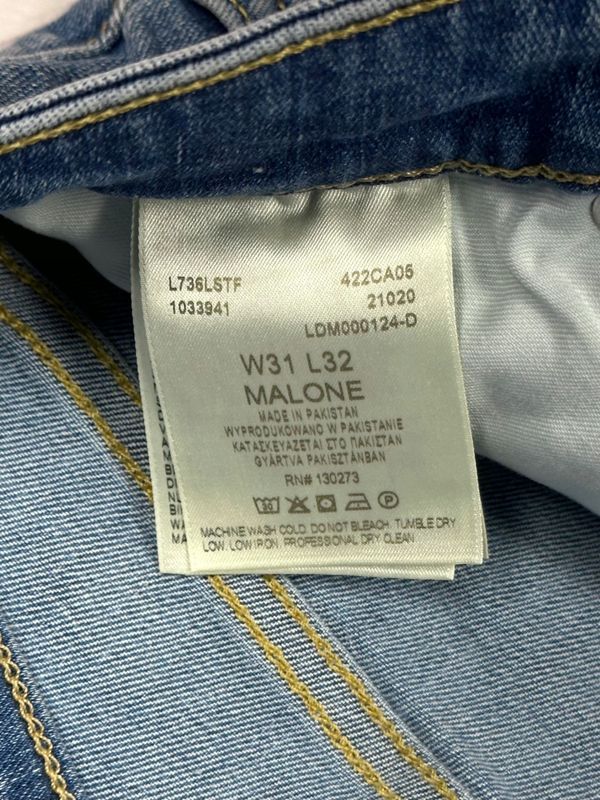 L736LSTF 422CA05
1033941 21020
LDM000124-D
W31 L32
MALONE
MADE IN PAKISTAN
WYPRODUKOWANO W PAKISTANIE
ΚΑΤΑΣΚΕΥΑΖΕΤΑΙ ΣΤΟ ΠΑΚΙΣΤΑΝ
GYÁRTVA PAKISZTÁNBAN
RN# 130273
MACHINE WASH COLD. DO NOT BLEACH. TUMBLE DRY
LOW. LOW IRON. PROFESSIONAL DRY CLEAN